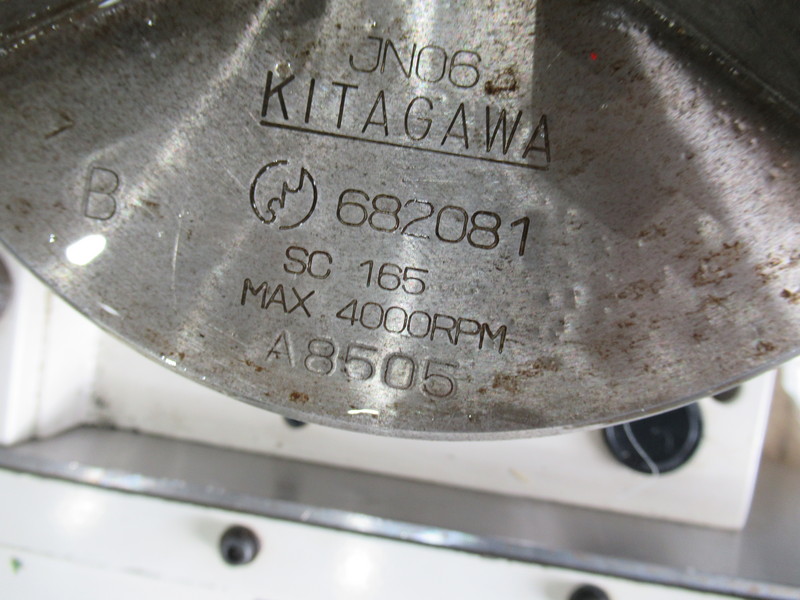 JN06
KITAGAWA
B
682081
SC 165
MAX 4000RPM
A8505